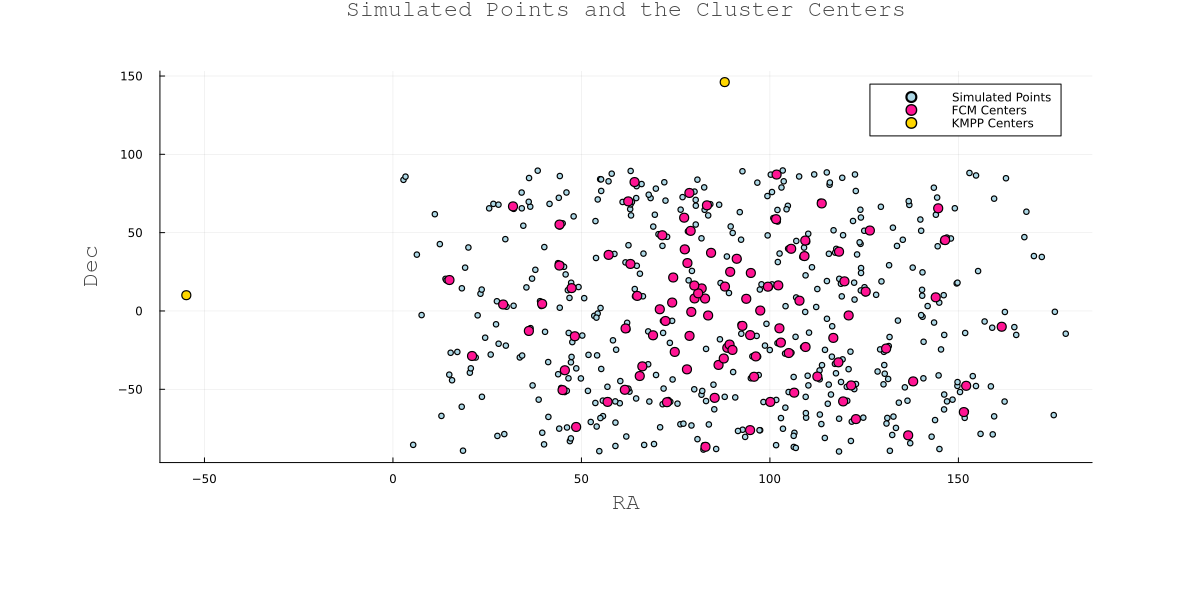 Simulated Points and the Cluster Centers
150
100
50
0
−50
Dec
Simulated Points
FCM Centers
KMPP Centers
−50 0 50 100 150
RA